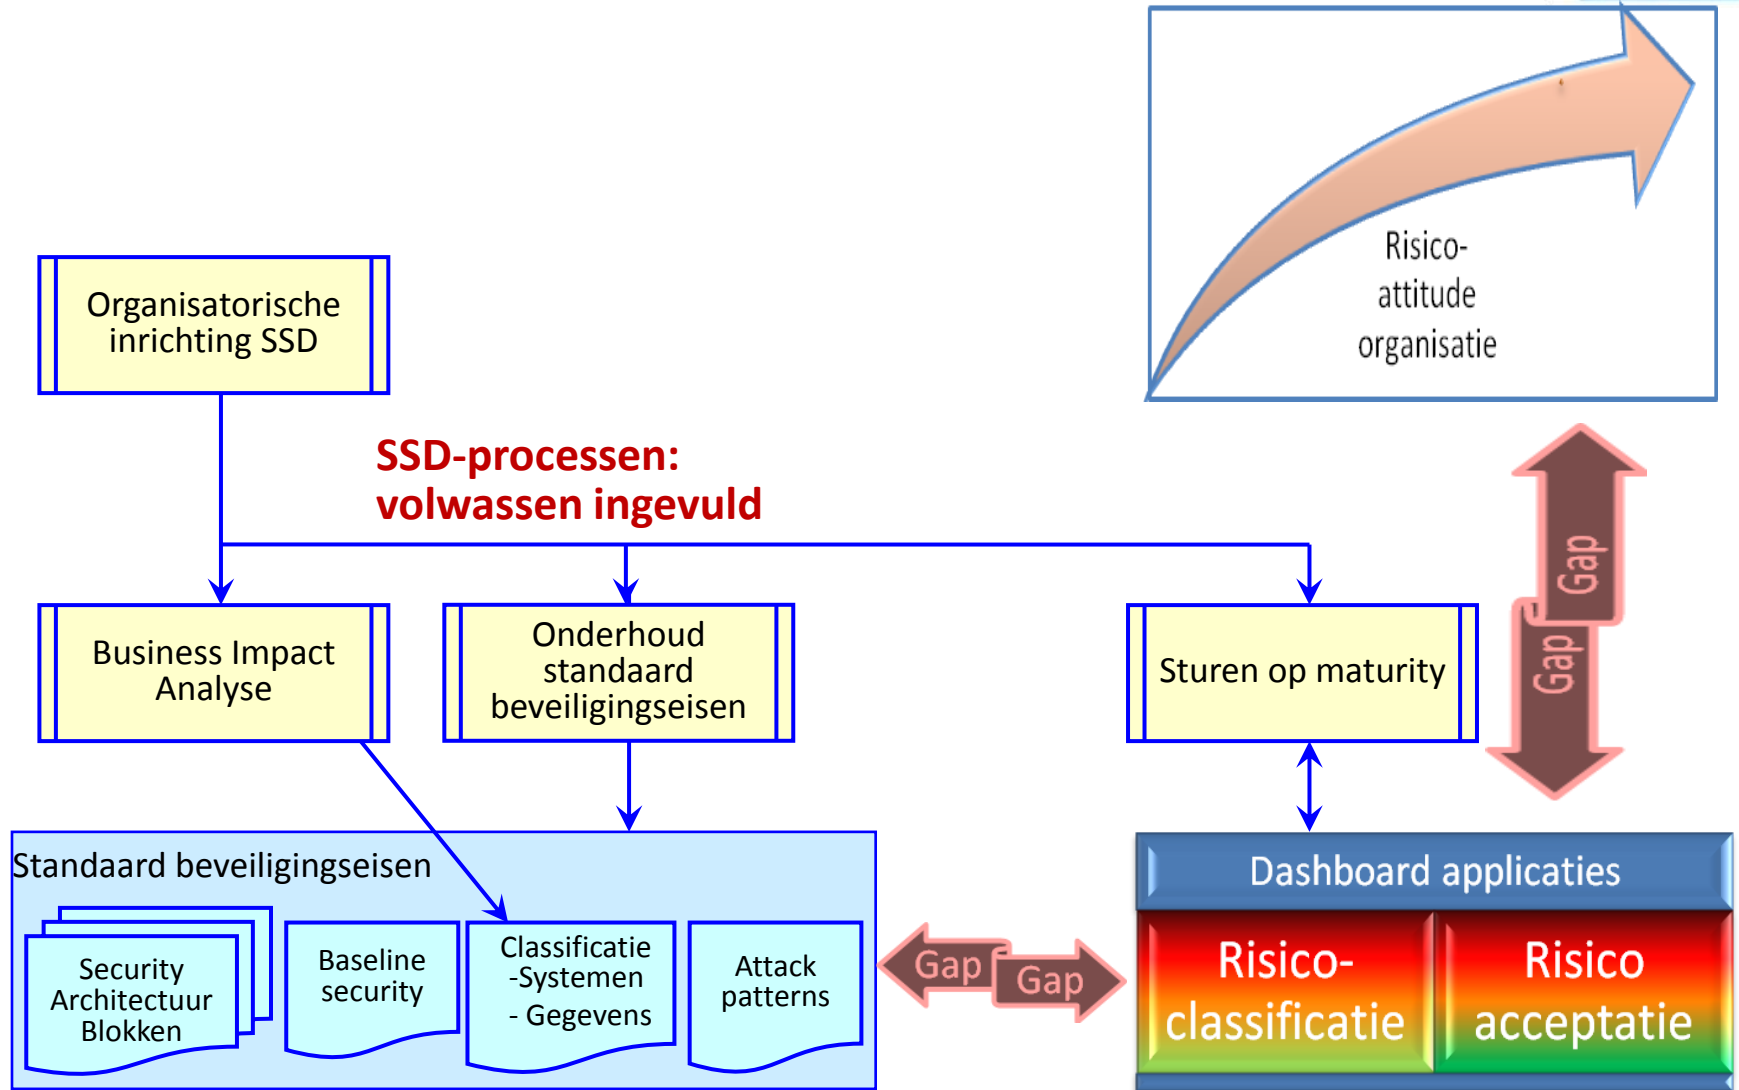 Risico-
attitude
organisatie
Organisatorische
inrichting SSD
SSD-processen:
volwassen ingevuld
Gap
Gap
Business Impact
Analyse
Onderhoud
standaard
beveiligingseisen
Sturen op maturity
Standaard beveiligingseisen
Security
Architectuur
Blokken
Baseline
security
Classificatie
-Systemen
- Gegevens
Attack
patterns
Gap
Gap
Dashboard applicaties
Risico-
classificatie
Risico
acceptatie